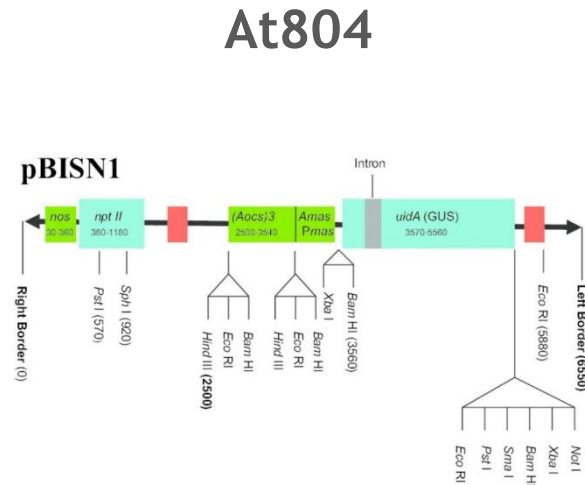 At804
pBISN1
Intron
nos
30-360
npt II
380-1180
(Aocs)3
2500-3540
Amas
Pmas
uidA (GUS)
3570-5560
Right Border (0)
Pst I (570)
Sph I (920)
Hind III (2500)
Eco RI
Bam HI
Hind III
Eco RI
Bam HI
Xba I
Bam HI (3560)
Eco RI (5880)
Left Border (6550)
Eco RI
Pst I
Sma I
Bam HI
Xba I
Not I